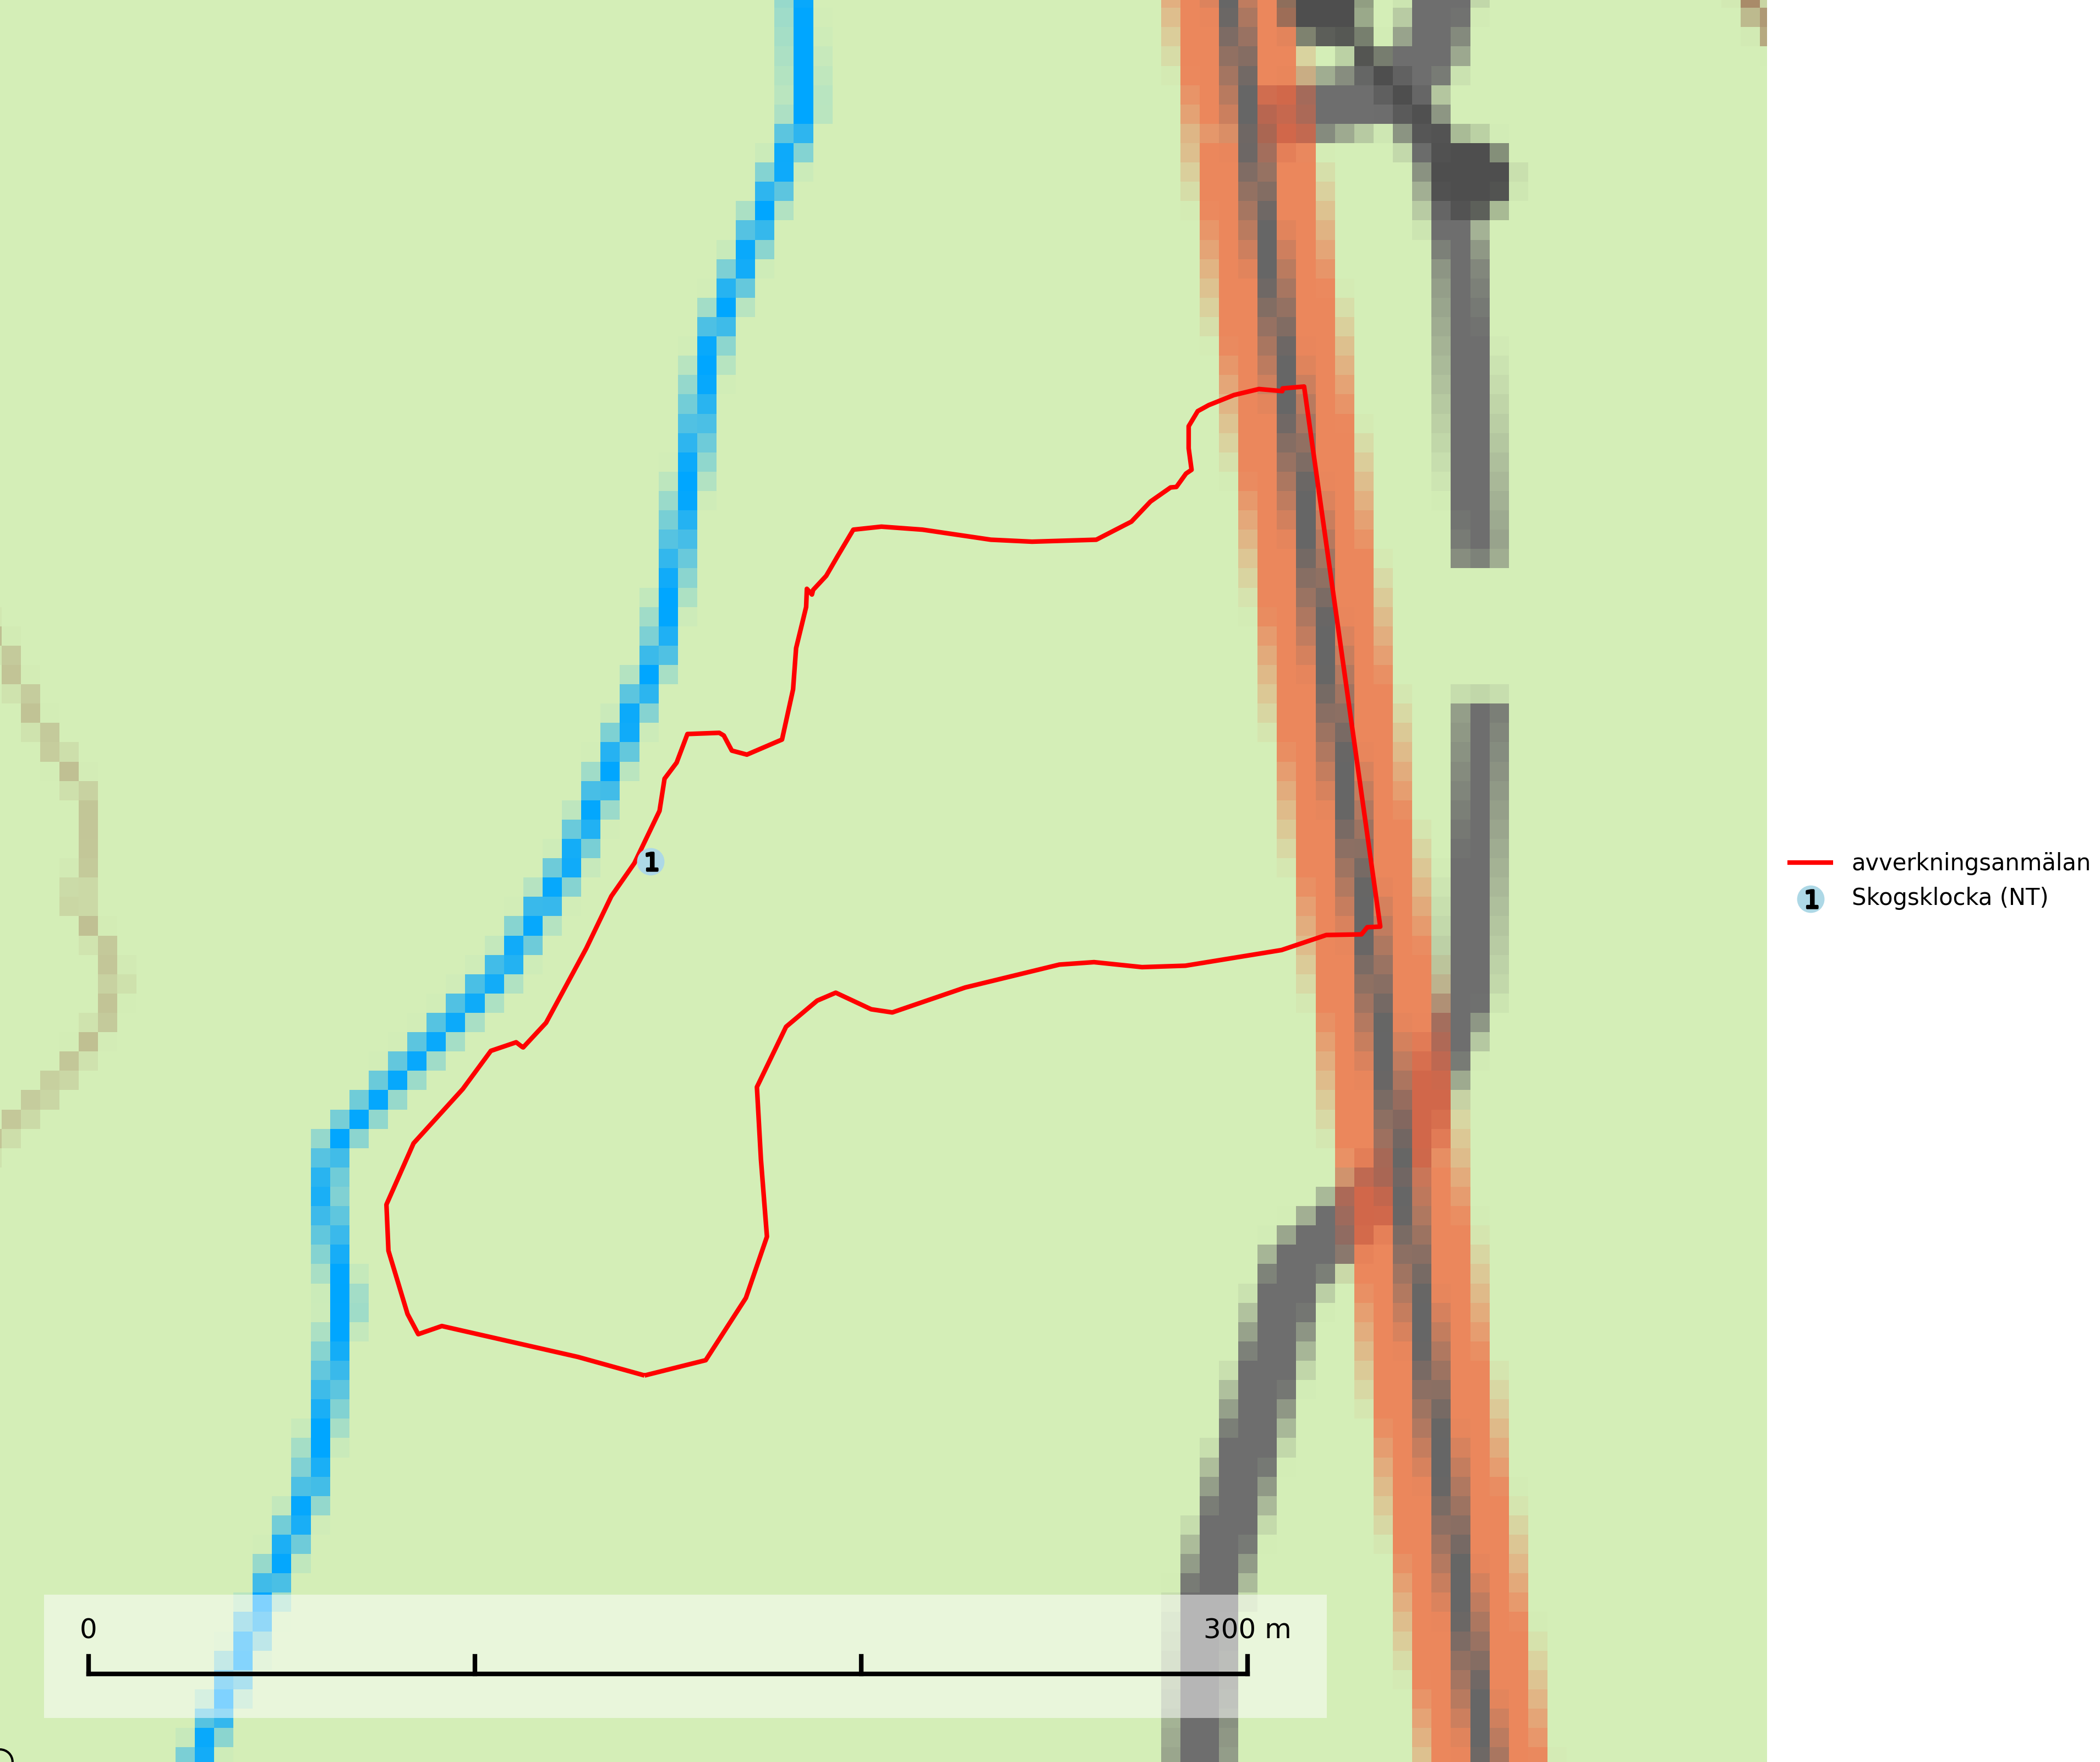 1
avverkningsanmälan
1 Skogsklocka (NT)
0 300 m